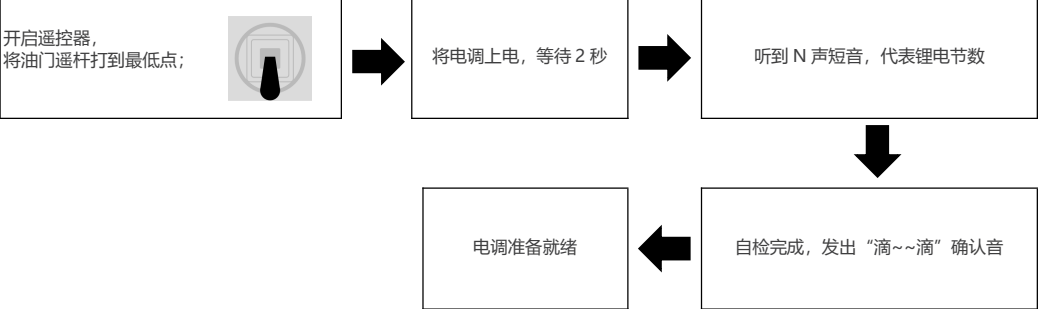 开启遥控器，
将油门遥杆打到最低点；
将电调上电，等待 2 秒
听到 N 声短音，代表锂电节数
自检完成，发出“滴~~滴”确认音
电调准备就绪